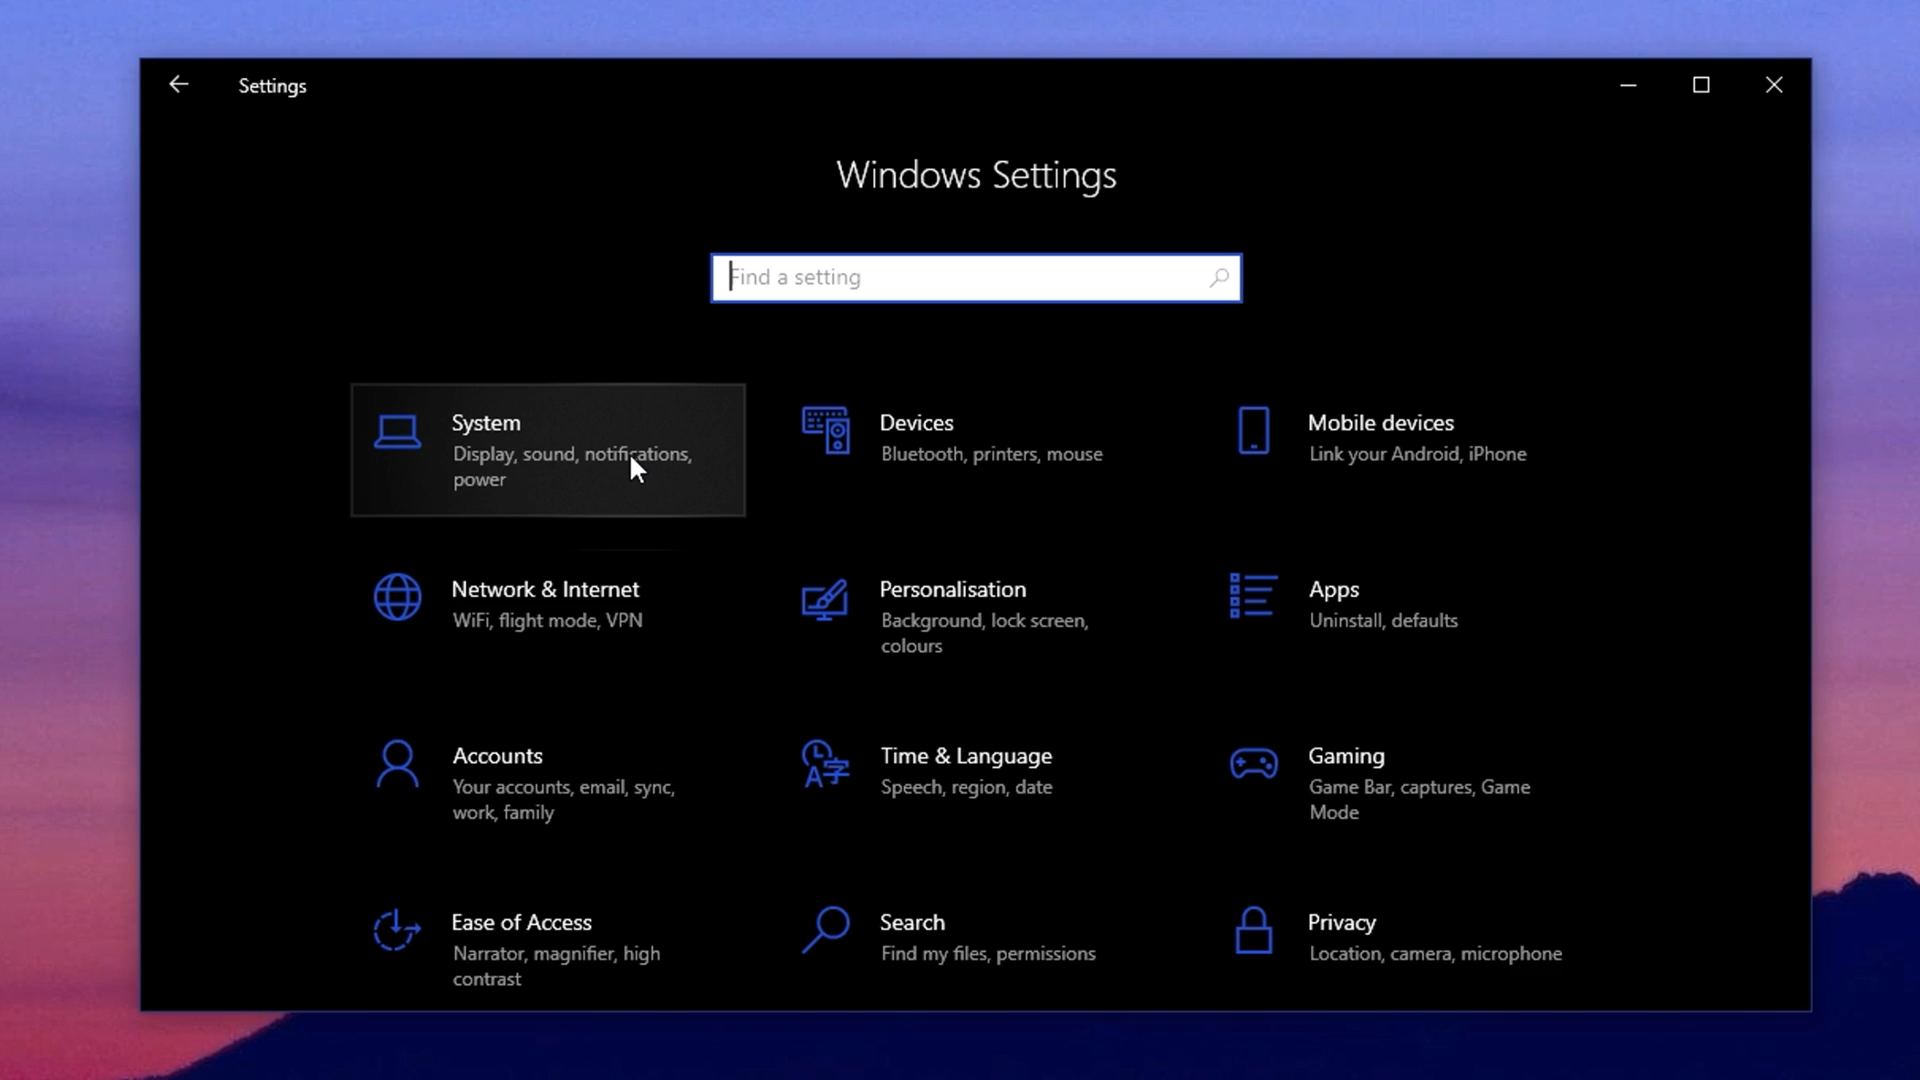 Settings
Windows Settings
Find a setting
System
Display, sound, notifications,
power
Devices
Bluetooth, printers, mouse
Mobile devices
Link your Android, iPhone
Network & Internet
WiFi, flight mode, VPN
Personalisation
Background, lock screen,
colours
Apps
Uninstall, defaults
Accounts
Your accounts, email, sync,
work, family
Time & Language
Speech, region, date
Gaming
Game Bar, captures, Game
Mode
Ease of Access
Narrator, magnifier, high
contrast
Search
Find my files, permissions
Privacy
Location, camera, microphone